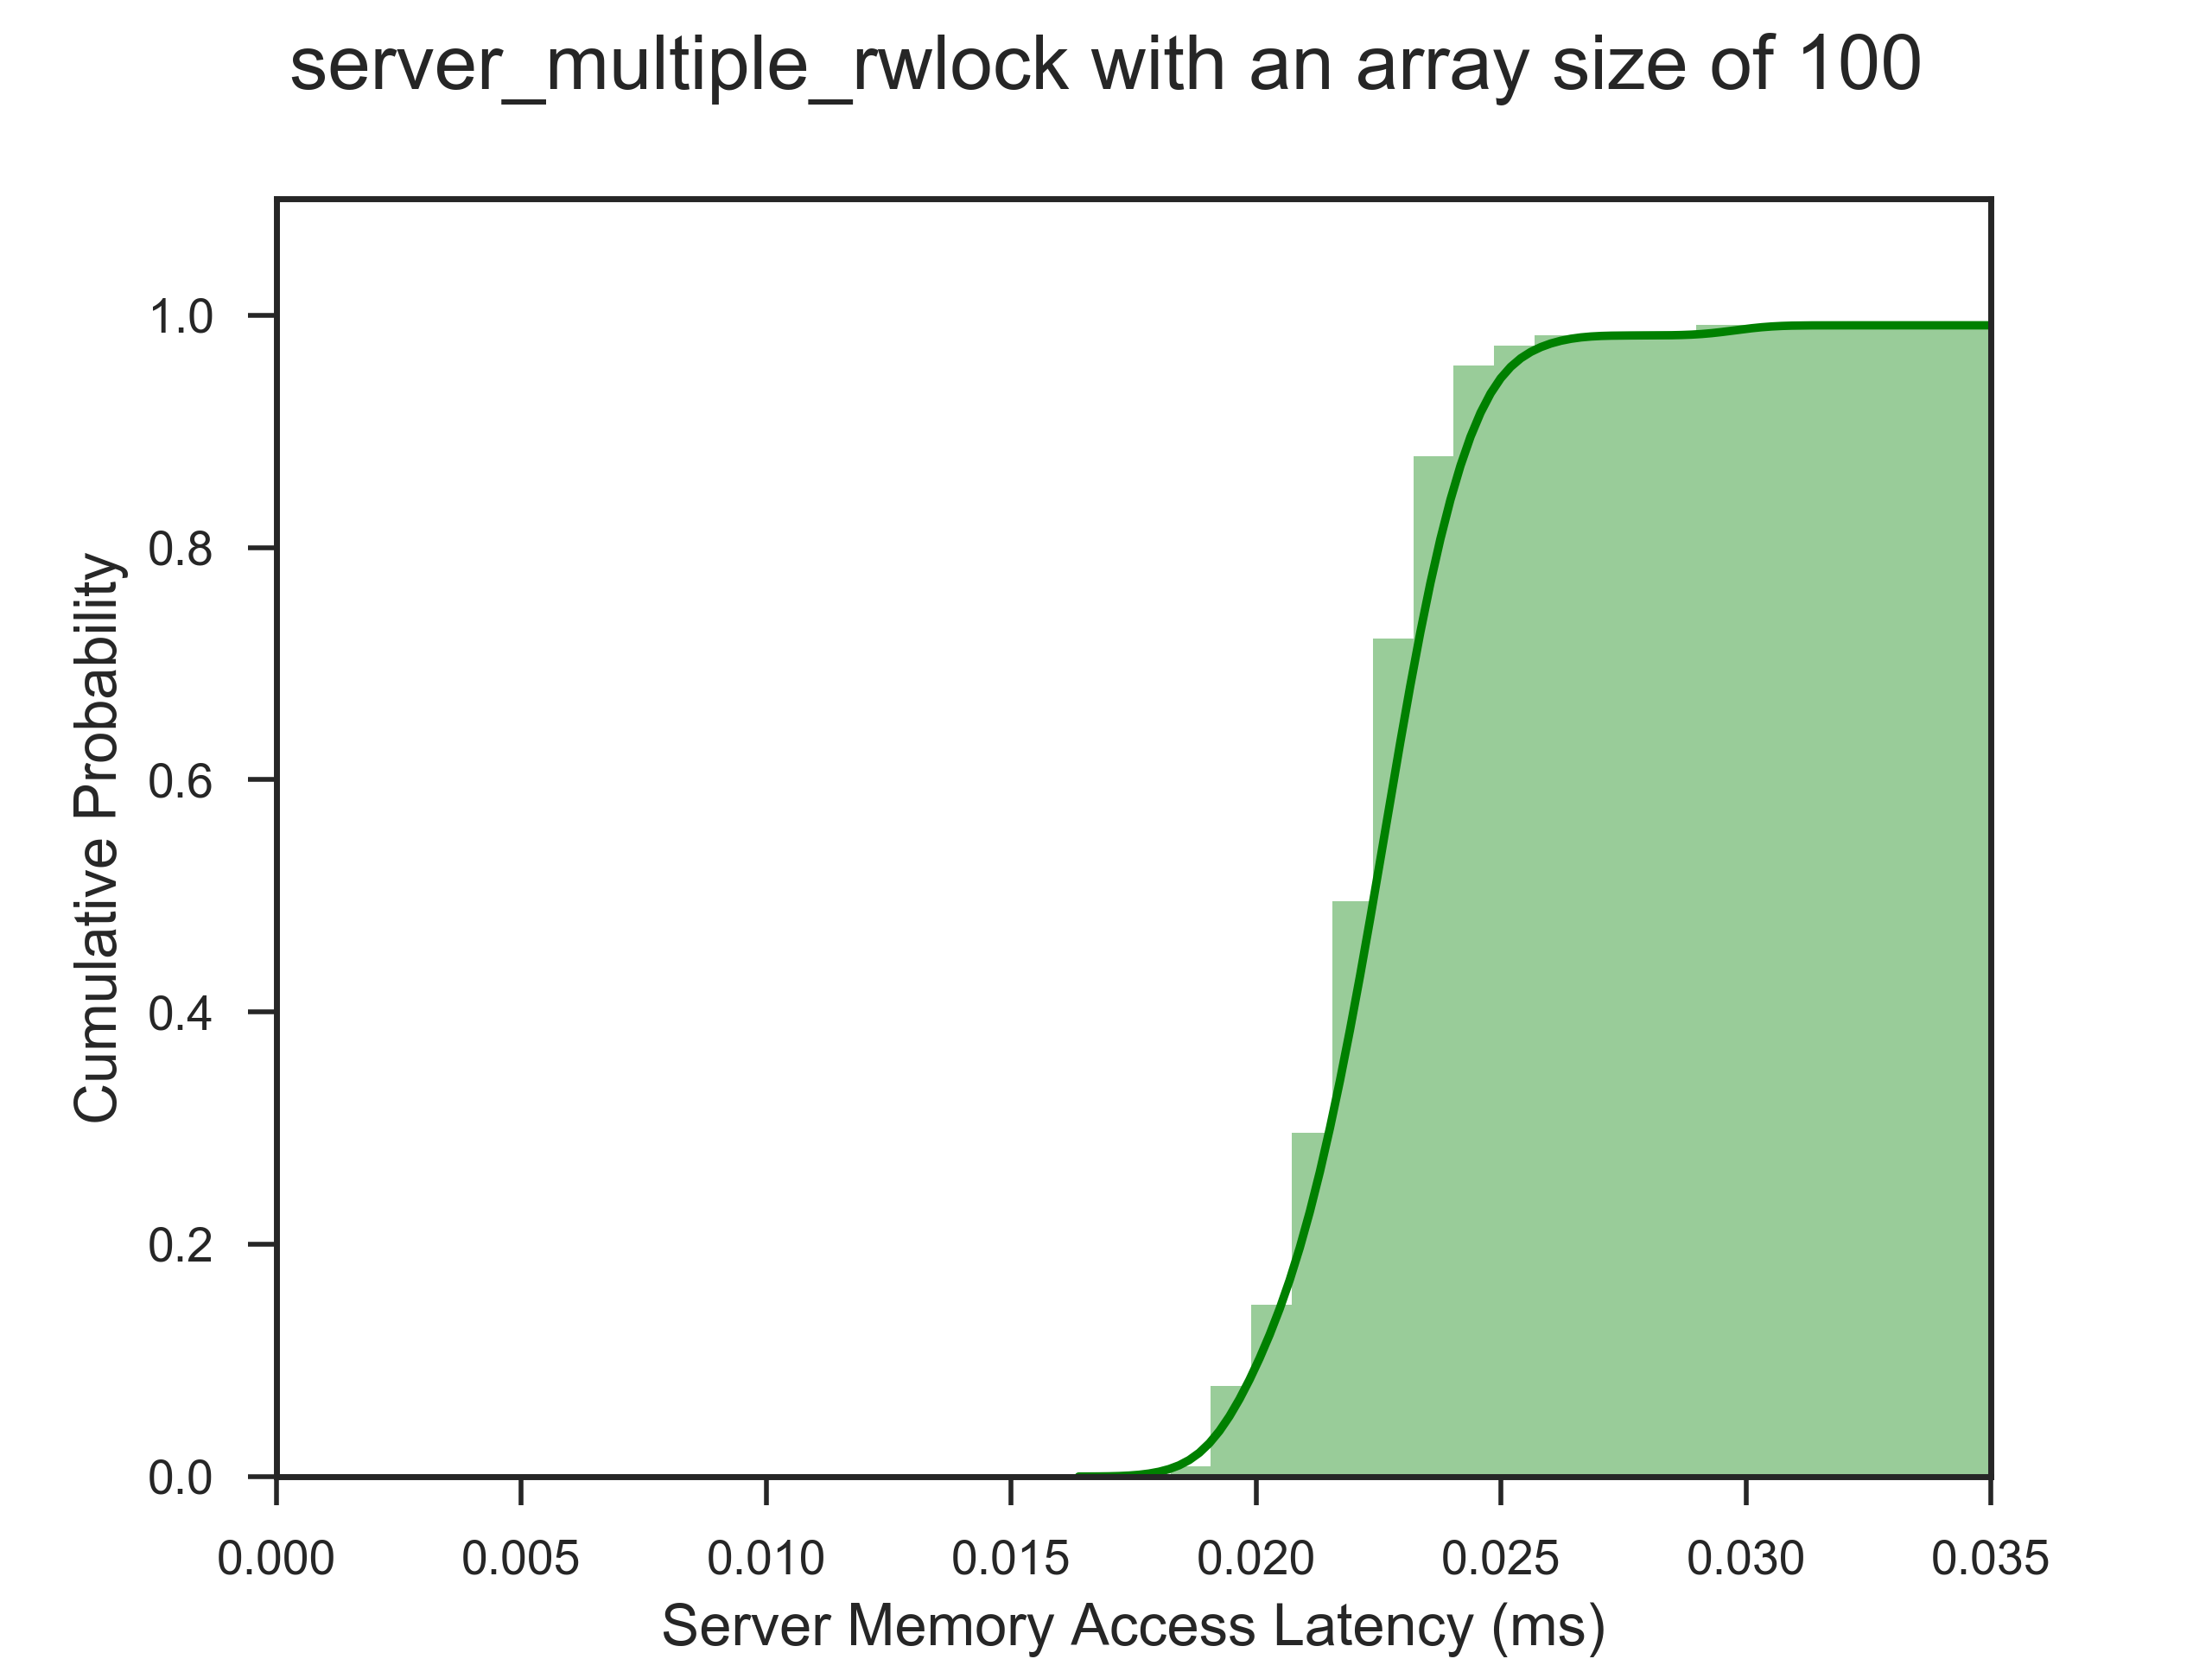 server_multiple_rwlock with an array size of 100
1.0
0.8
0.6
0.4
0.2
0.0
Cumulative Probability
0.000 0.005 0.010 0.015 0.020 0.025 0.030 0.035
Server Memory Access Latency (ms)